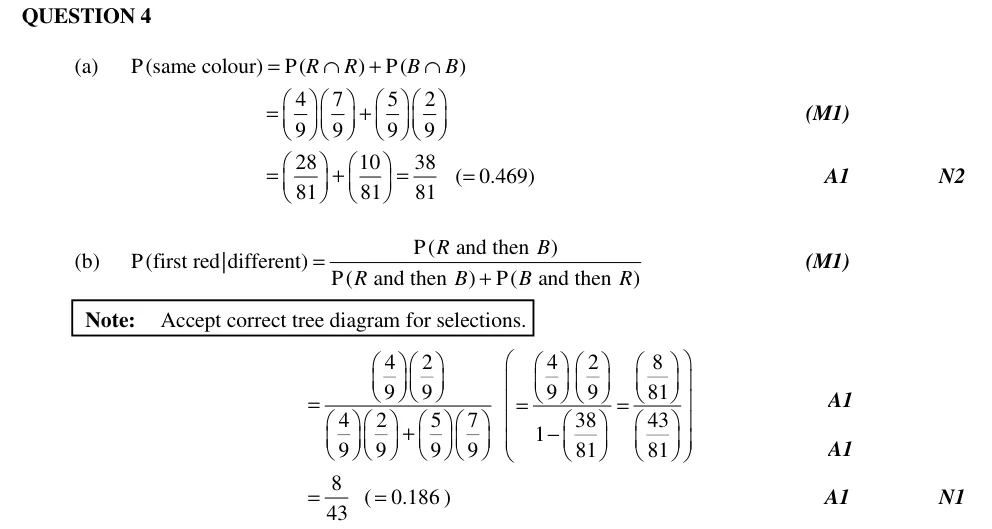 QUESTION 4
(a) P(same colour) = P(R ∩ R) + P(B ∩ B)
= (4/9)(7/9) + (5/9)(2/9) (M1)
= (28/81) + (10/81) = 38/81 (= 0.469) A1 N2
(b) P(first red|different) = P(R and then B) / P(R and then B) + P(B and then R) (M1)
Note: Accept correct tree diagram for selections.
= (4/9)(2/9) / (4/9)(2/9) + (5/9)(7/9) ( = (4/9)(2/9) / 1 − (38/81) = (8/81) / (43/81) ) A1
A1
= 8/43 (= 0.186) A1 N1